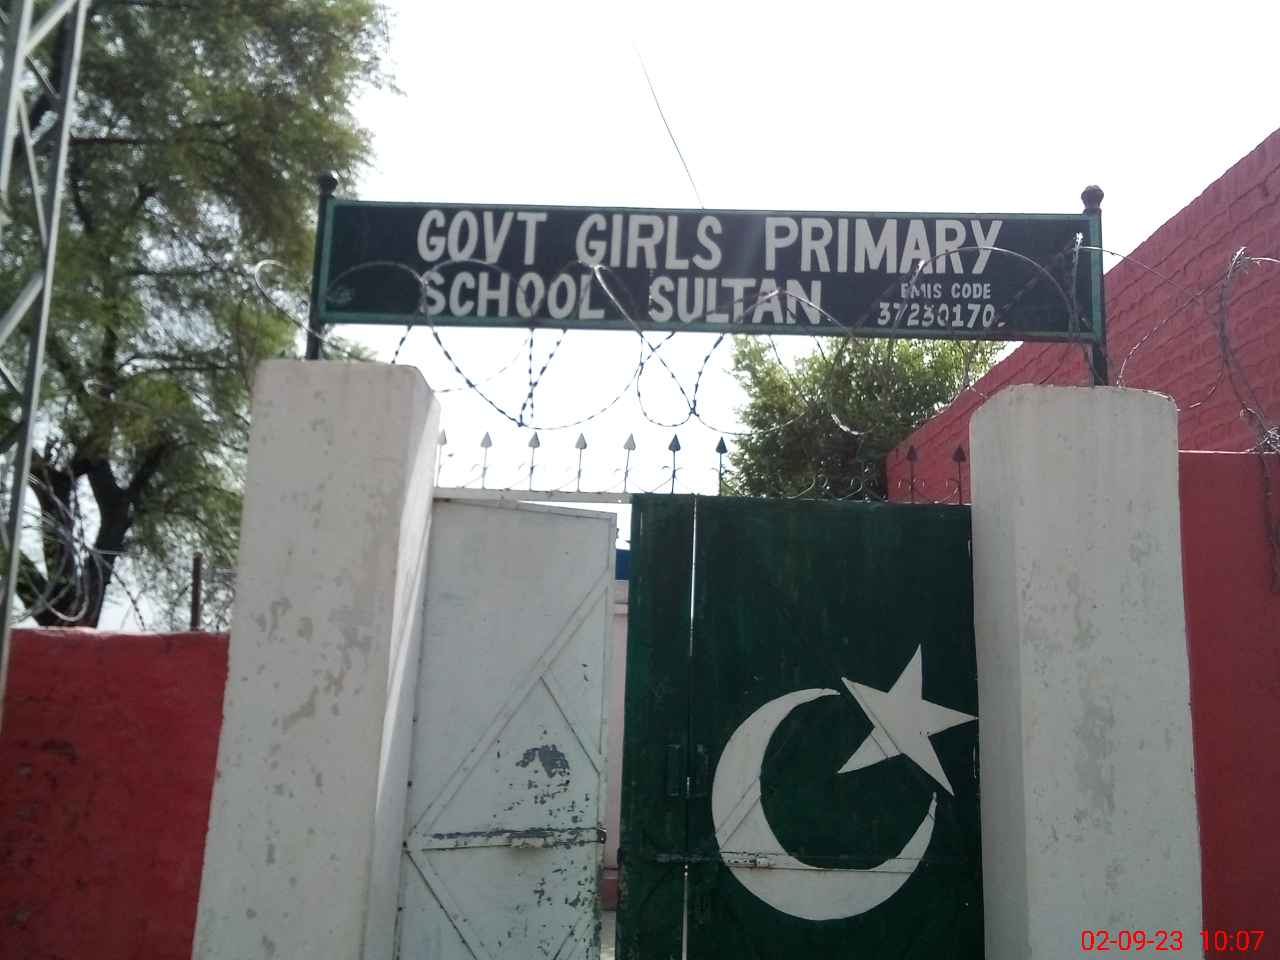 GOVT GIRLS PRIMARY
SCHOOL SULTAN
EMIS CODE
02-09-23 10:07